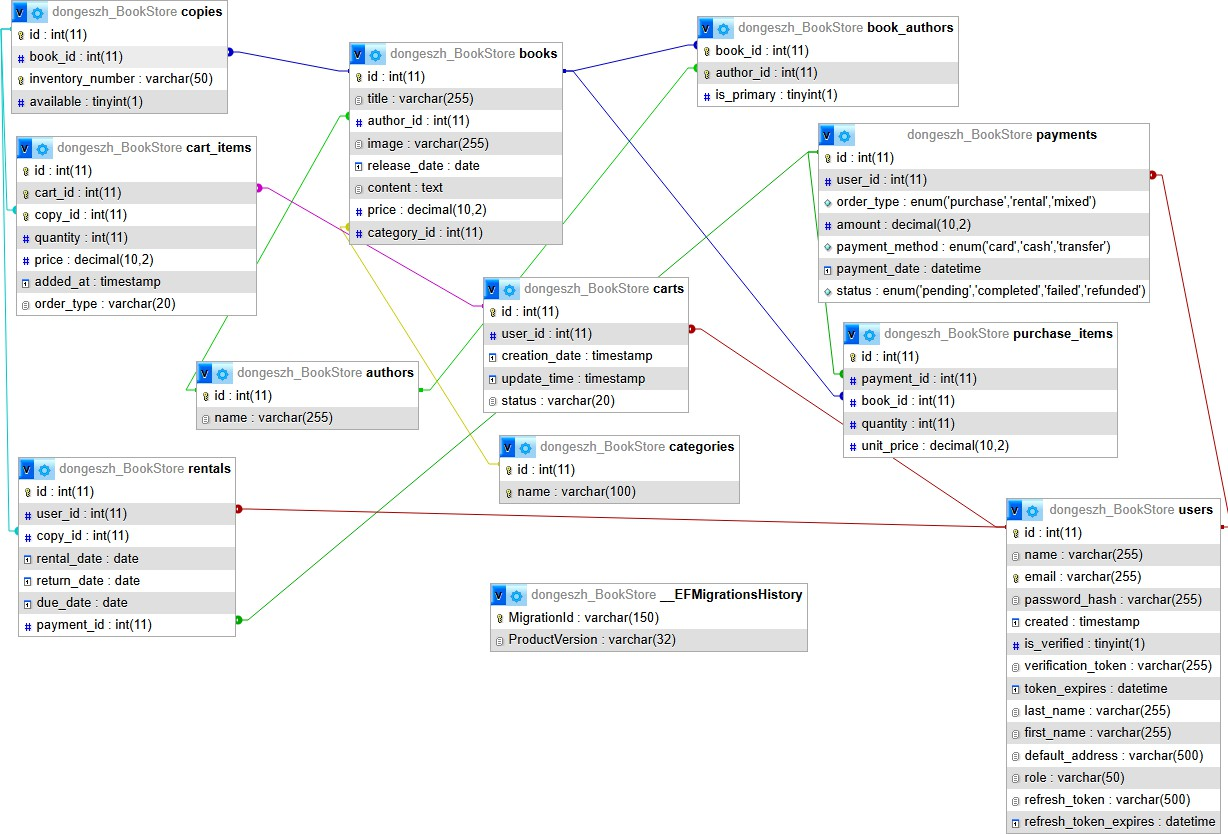 dongeszh_BookStore copies
id : int(11)
book_id : int(11)
inventory_number : varchar(50)
available : tinyint(1)
dongeszh_BookStore books
id : int(11)
title : varchar(255)
author_id : int(11)
image : varchar(255)
release_date : date
content : text
price : decimal(10,2)
category_id : int(11)
dongeszh_BookStore book_authors
book_id : int(11)
author_id : int(11)
is_primary : tinyint(1)
dongeszh_BookStore cart_items
id : int(11)
cart_id : int(11)
copy_id : int(11)
quantity : int(11)
price : decimal(10,2)
added_at : timestamp
order_type : varchar(20)
dongeszh_BookStore payments
id : int(11)
user_id : int(11)
order_type : enum('purchase','rental','mixed')
amount : decimal(10,2)
payment_method : enum('card','cash','transfer')
payment_date : datetime
status : enum('pending','completed','failed','refunded')
dongeszh_BookStore carts
id : int(11)
user_id : int(11)
creation_date : timestamp
update_time : timestamp
status : varchar(20)
dongeszh_BookStore purchase_items
id : int(11)
payment_id : int(11)
book_id : int(11)
quantity : int(11)
unit_price : decimal(10,2)
dongeszh_BookStore authors
id : int(11)
name : varchar(255)
dongeszh_BookStore categories
id : int(11)
name : varchar(100)
dongeszh_BookStore rentals
id : int(11)
user_id : int(11)
copy_id : int(11)
rental_date : date
return_date : date
due_date : date
payment_id : int(11)
dongeszh_BookStore users
id : int(11)
name : varchar(255)
email : varchar(255)
password_hash : varchar(255)
created : timestamp
is_verified : tinyint(1)
verification_token : varchar(255)
token_expires : datetime
last_name : varchar(255)
first_name : varchar(255)
default_address : varchar(500)
role : varchar(50)
refresh_token : varchar(500)
refresh_token_expires : datetime
dongeszh_BookStore __EFMigrationsHistory
MigrationId : varchar(150)
ProductVersion : varchar(32)